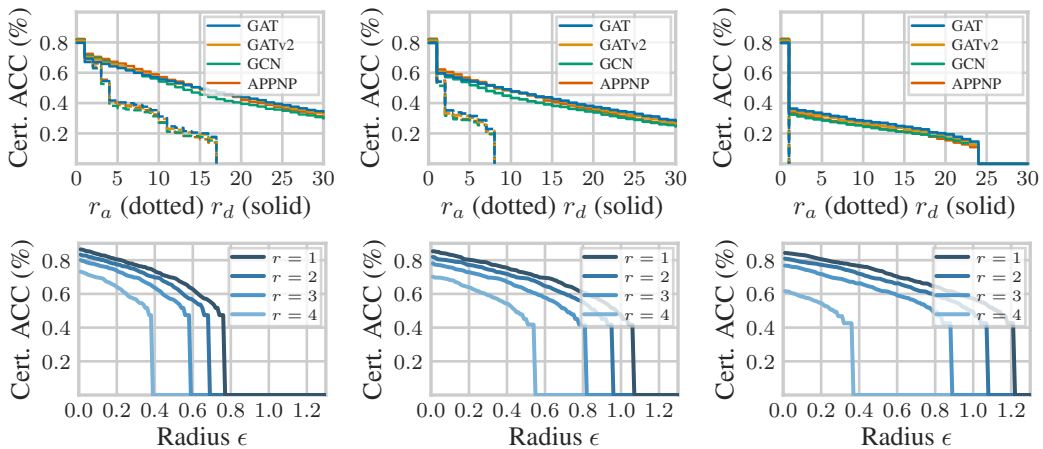 Cert. ACC (%)
0.8
0.6
0.4
0.2
0 5 10 15 20 25 30
r_a (dotted) r_d (solid)
GAT
GATv2
GCN
APPNP
Cert. ACC (%)
0.8
0.6
0.4
0.2
0 5 10 15 20 25 30
r_a (dotted) r_d (solid)
GAT
GATv2
GCN
APPNP
Cert. ACC (%)
0.8
0.6
0.4
0.2
0 5 10 15 20 25 30
r_a (dotted) r_d (solid)
GAT
GATv2
GCN
APPNP
Cert. ACC (%)
0.8
0.6
0.4
0.2
0.0 0.2 0.4 0.6 0.8 1.0 1.2
Radius ϵ
r = 1
r = 2
r = 3
r = 4
Cert. ACC (%)
0.8
0.6
0.4
0.2
0.0 0.2 0.4 0.6 0.8 1.0 1.2
Radius ϵ
r = 1
r = 2
r = 3
r = 4
Cert. ACC (%)
0.8
0.6
0.4
0.2
0.0 0.2 0.4 0.6 0.8 1.0 1.2
Radius ϵ
r = 1
r = 2
r = 3
r = 4